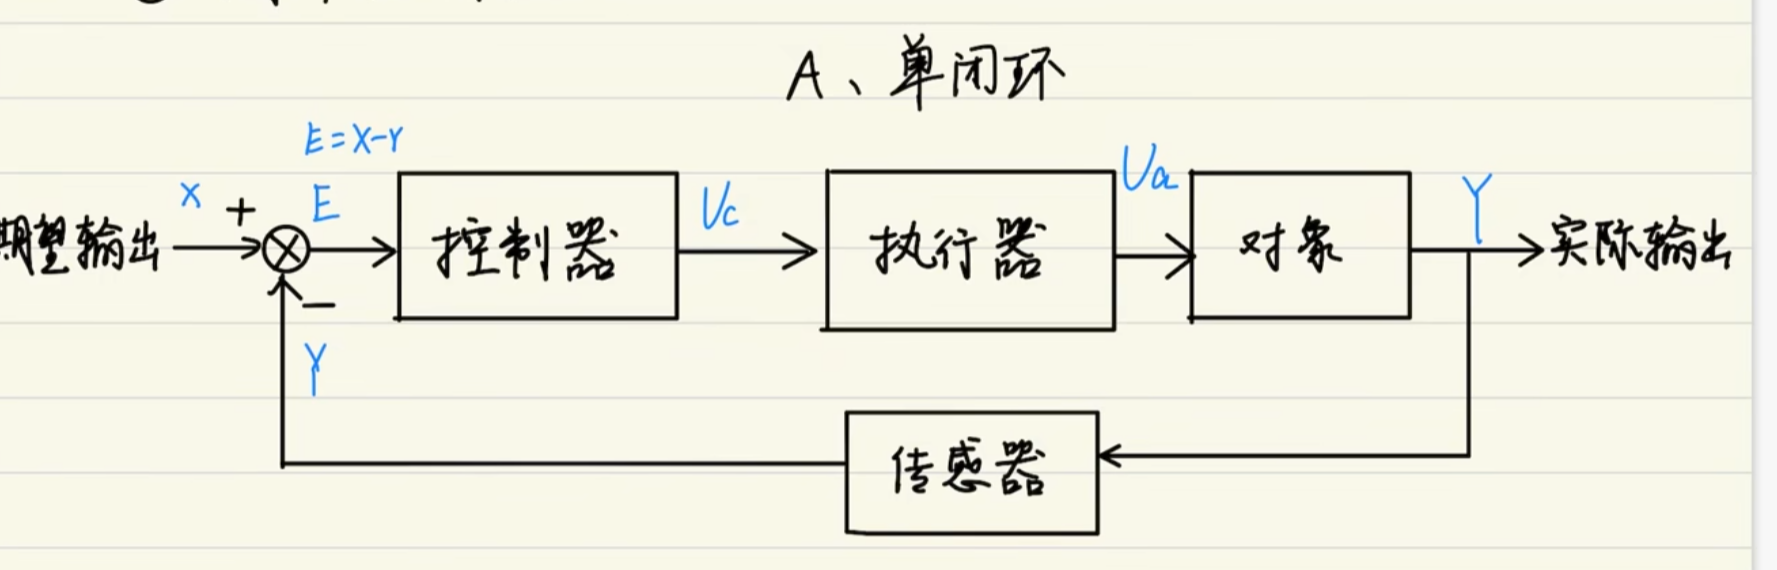 A、单闭环
E=X-Y
X + E Uc Ua Y
期望输出 控制器 执行器 对象 实际输出
−
Y
传感器